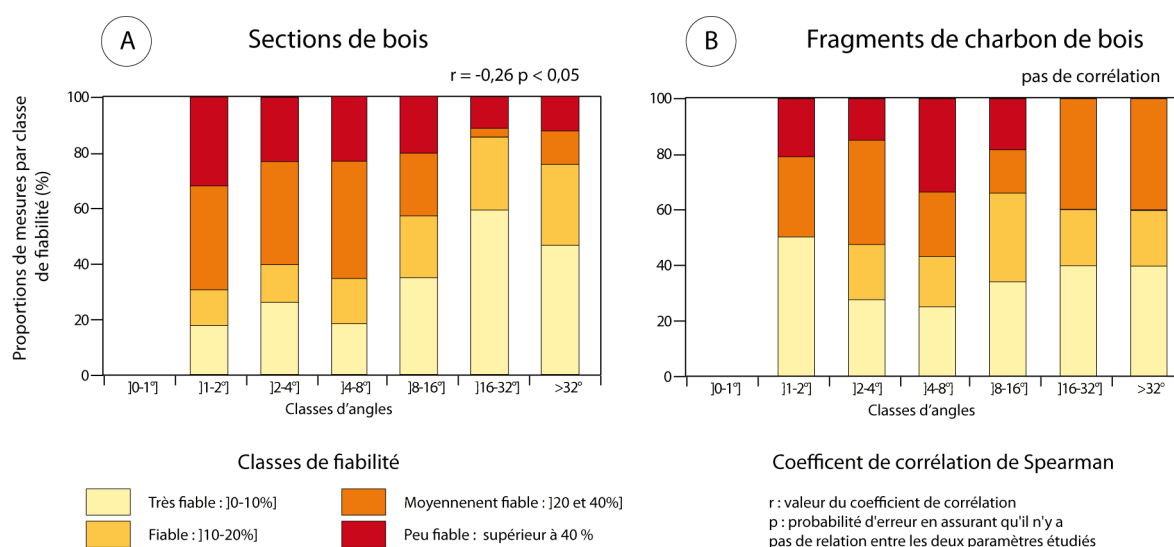 A
Sections de bois
r = -0,26 p < 0,05
Proportions de mesures par classe
de fiabilité (%)
100
80
60
40
20
0
]0-1°]
]1-2°]
]2-4°]
]4-8°]
]8-16°]
]16-32°]
>32°
Classes d'angles
B
Fragments de charbon de bois
pas de corrélation
100
80
60
40
20
0
]0-1°]
]1-2°]
]2-4°]
]4-8°]
]8-16°]
]16-32°]
>32°
Classes d'angles
Classes de fiabilité
Très fiable : ]0-10%]
Moyennenent fiable : ]20 et 40%]
Fiable : ]10-20%]
Peu fiable : supérieur à 40 %
Coefficent de corrélation de Spearman
r : valeur du coefficient de corrélation
p : probabilité d'erreur en assurant qu'il n'y a
pas de relation entre les deux paramètres étudiés